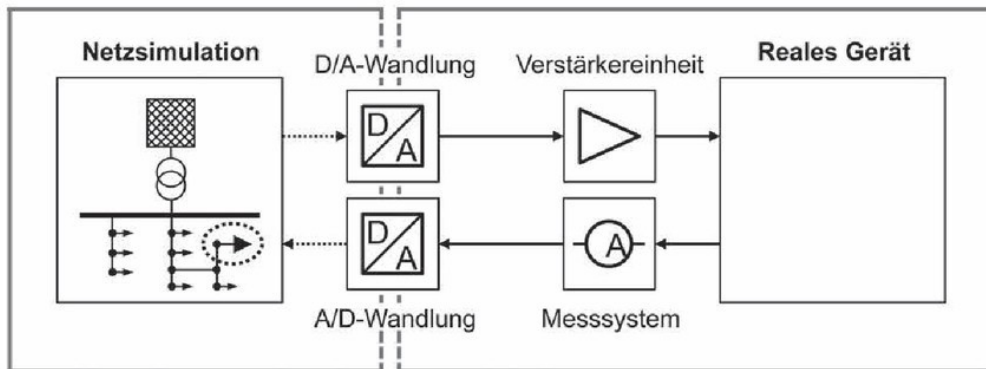 Netzsimulation
D/A-Wandlung
Verstärkereinheit
Reales Gerät
D
A
D
A
A
A/D-Wandlung
Messsystem